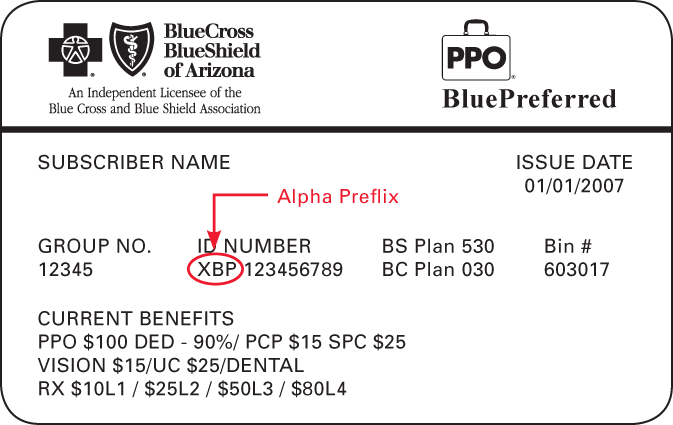 BlueCross
BlueShield
of Arizona
An Independent Licensee of the
Blue Cross and Blue Shield Association
PPO
BluePreferred
SUBSCRIBER NAME
ISSUE DATE
01/01/2007
Alpha Preflix
GROUP NO. ID NUMBER BS Plan 530 Bin #
12345 XBP 123456789 BC Plan 030 603017
CURRENT BENEFITS
PPO $100 DED - 90%/ PCP $15 SPC $25
VISION $15/UC $25/DENTAL
RX $10L1 / $25L2 / $50L3 / $80L4